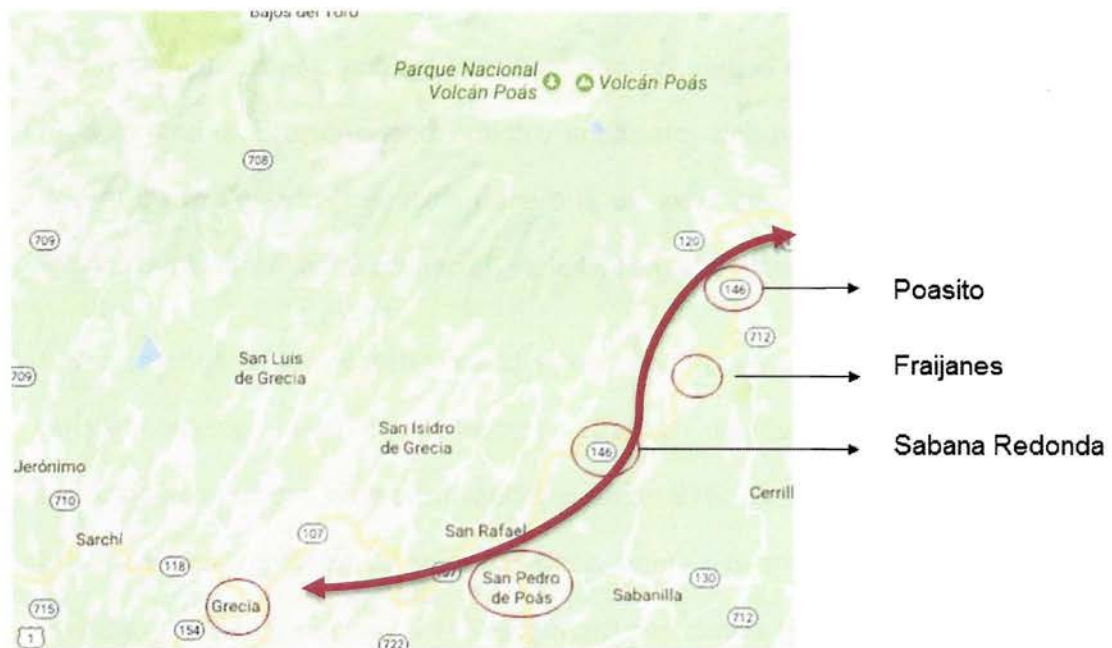 Bajos del Toro
Parque Nacional
Volcán Poás
Volcán Poás
708
709
120
146
Poasito
712
San Luis
de Grecia
709
Fraijanes
San Isidro
de Grecia
146
Sabana Redonda
Jerónimo
710
Cerrill
107
San Rafael
Sarchí
118
San Pedro
de Poás
130
Sabanilla
715
Grecia
712
154
1
722